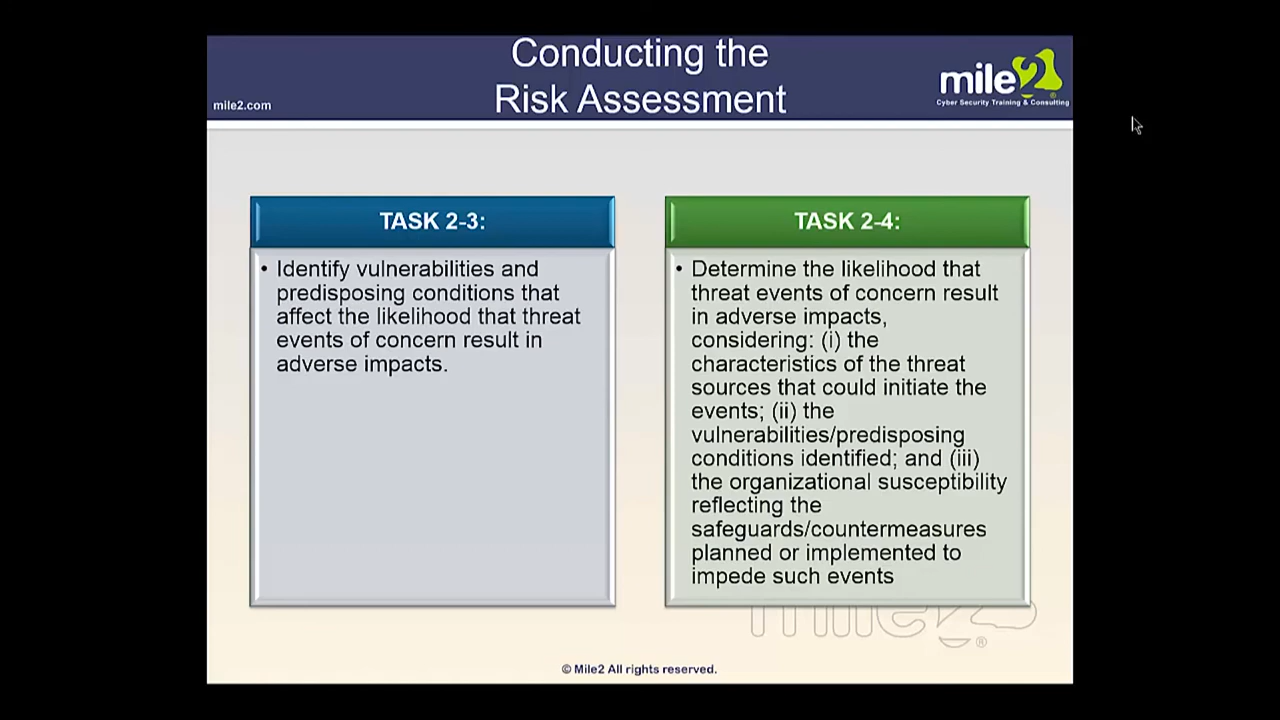 Conducting the
Risk Assessment
mile2.com
mile2
®
Cyber Security Training & Consulting
TASK 2-3:
• Identify vulnerabilities and
predisposing conditions that
affect the likelihood that threat
events of concern result in
adverse impacts.
TASK 2-4:
• Determine the likelihood that
threat events of concern result
in adverse impacts,
considering: (i) the
characteristics of the threat
sources that could initiate the
events; (ii) the
vulnerabilities/predisposing
conditions identified; and (iii)
the organizational susceptibility
reflecting the
safeguards/countermeasures
planned or implemented to
impede such events
mile2
®
© Mile2 All rights reserved.